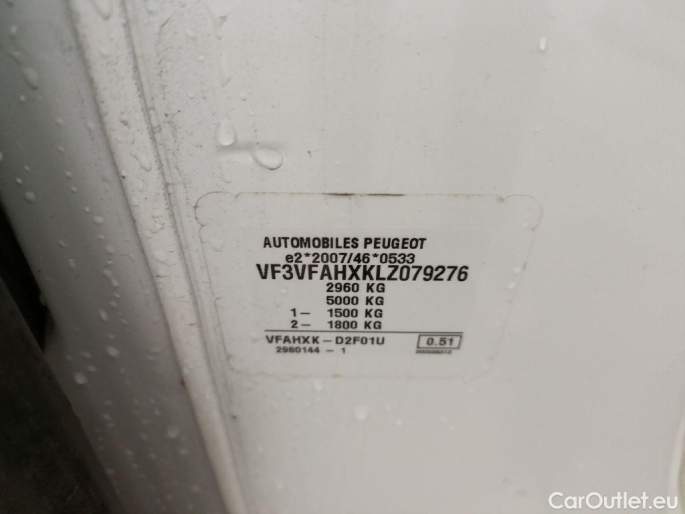 AUTOMOBILES PEUGEOT
e2*2007/46*0533
VF3VFAHXKLZ079276
2960 KG
5000 KG
1– 1500 KG
2– 1800 KG
VFAHXK – D2F01U 0.51
2980144 – 1
CarOutlet.eu